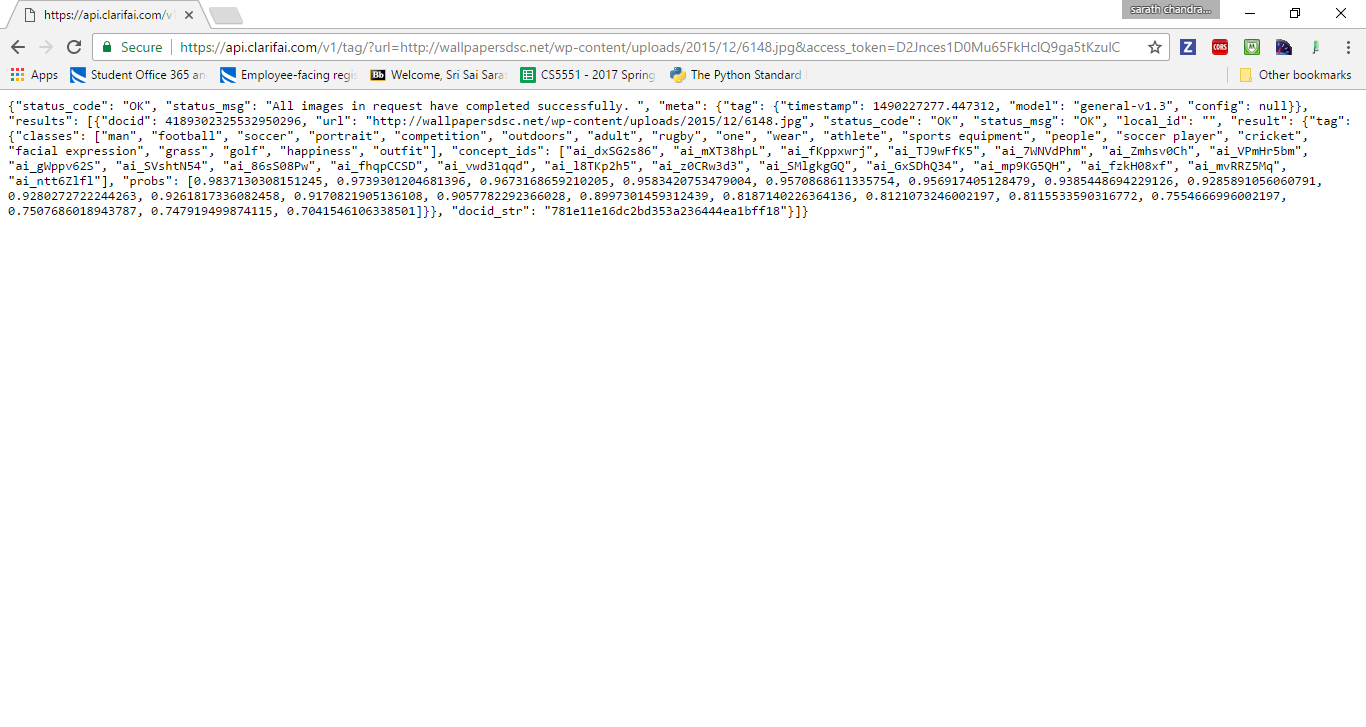 sarath chandra...
https://api.clarifai.com/v
Secure https://api.clarifai.com/v1/tag/?url=http://wallpapersdsc.net/wp-content/uploads/2015/12/6148.jpg&access_token=D2Jnces1D0Mu65FkHclQ9ga5tKzulC
Apps Student Office 365 an Employee-facing regi Bb Welcome, Sri Sai Sarat CS5551 - 2017 Spring The Python Standard Other bookmarks
{"status_code": "OK", "status_msg": "All images in request have completed successfully. ", "meta": {"tag": {"timestamp": 1490227277.447312, "model": "general-v1.3", "config": null}},
"results": [{"docid": 4189302325532950296, "url": "http://wallpapersdsc.net/wp-content/uploads/2015/12/6148.jpg", "status_code": "OK", "status_msg": "OK", "local_id": "", "result": {"tag":
{"classes": ["man", "football", "soccer", "portrait", "competition", "outdoors", "adult", "rugby", "one", "wear", "athlete", "sports equipment", "people", "soccer player", "cricket",
"facial expression", "grass", "golf", "happiness", "outfit"], "concept_ids": ["ai_dxSG2s86", "ai_mXT38hpL", "ai_fKppxwrj", "ai_TJ9wFfK5", "ai_7WNVdPhm", "ai_Zmhsv0Ch", "ai_VPmHr5bm",
"ai_gWppv62S", "ai_SVshtN54", "ai_86sS08Pw", "ai_fhqpCCSD", "ai_vwd31qqd", "ai_l8TKp2h5", "ai_z0CRw3d3", "ai_SMlgkgGQ", "ai_GxSDhQ34", "ai_mp9KG5QH", "ai_fzkH08xf", "ai_mvRRZ5Mq",
"ai_ntt6Zlfl"], "probs": [0.9837130308151245, 0.9739301204681396, 0.9673168659210205, 0.9583420753479004, 0.9570868611335754, 0.956917405128479, 0.9385448694229126, 0.9285891056060791,
0.9280272722244263, 0.9261817336082458, 0.9170821905136108, 0.9057782292366028, 0.8997301459312439, 0.8187140226364136, 0.8121073246002197, 0.8115533590316772, 0.7554666996002197,
0.7507686018943787, 0.747919499874115, 0.7041546106338501]}}, "docid_str": "781e11e16dc2bd353a236444ea1bff18"}]}